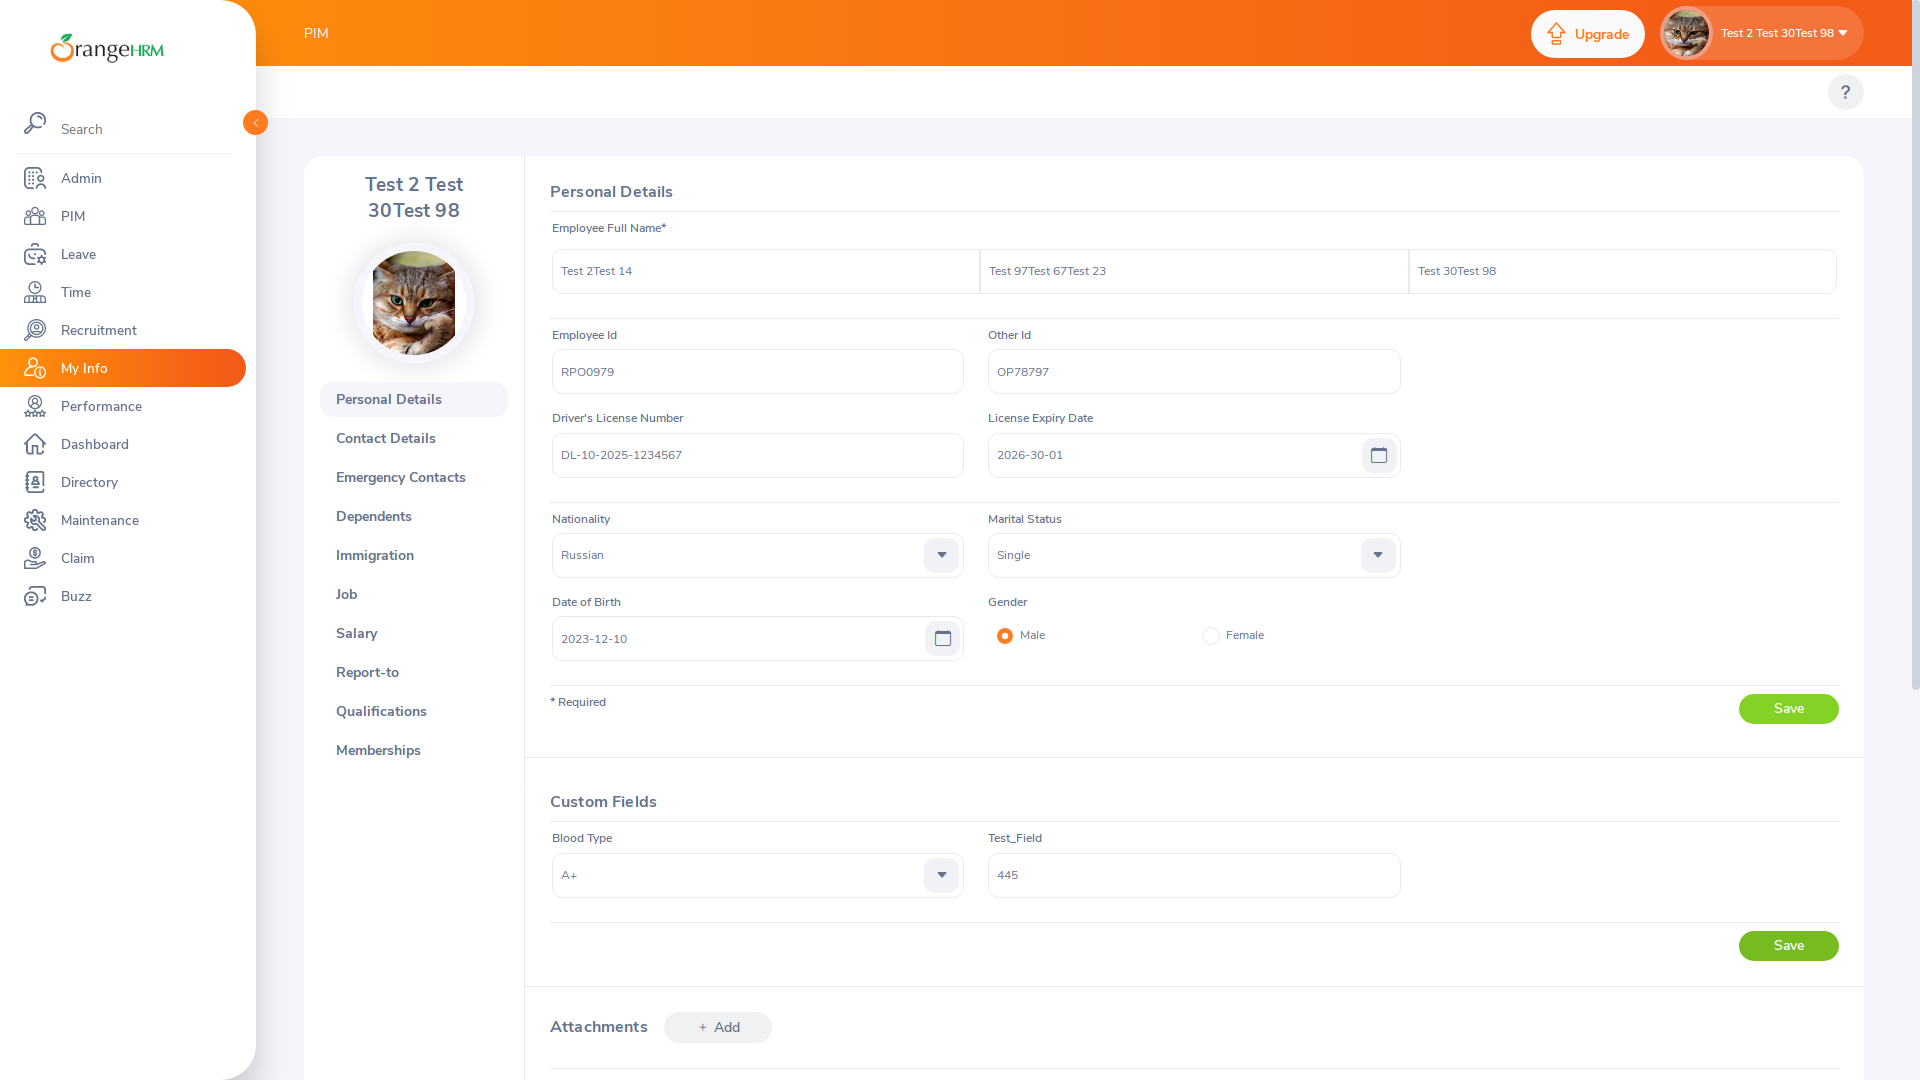 OrangeHRM
PIM
Upgrade
Test 2 Test 30Test 98
?
Search
Admin
PIM
Leave
Time
Recruitment
My Info
Performance
Dashboard
Directory
Maintenance
Claim
Buzz
Test 2 Test
30Test 98
Personal Details
Contact Details
Emergency Contacts
Dependents
Immigration
Job
Salary
Report-to
Qualifications
Memberships
Personal Details
Employee Full Name*
Test 2Test 14 Test 97Test 67Test 23 Test 30Test 98
Employee Id Other Id
RPO0979 OP78797
Driver's License Number License Expiry Date
DL-10-2025-1234567 2026-30-01
Nationality Marital Status
Russian Single
Date of Birth Gender
2023-12-10 Male Female
* Required Save
Custom Fields
Blood Type Test_Field
A+ 445
Save
Attachments + Add